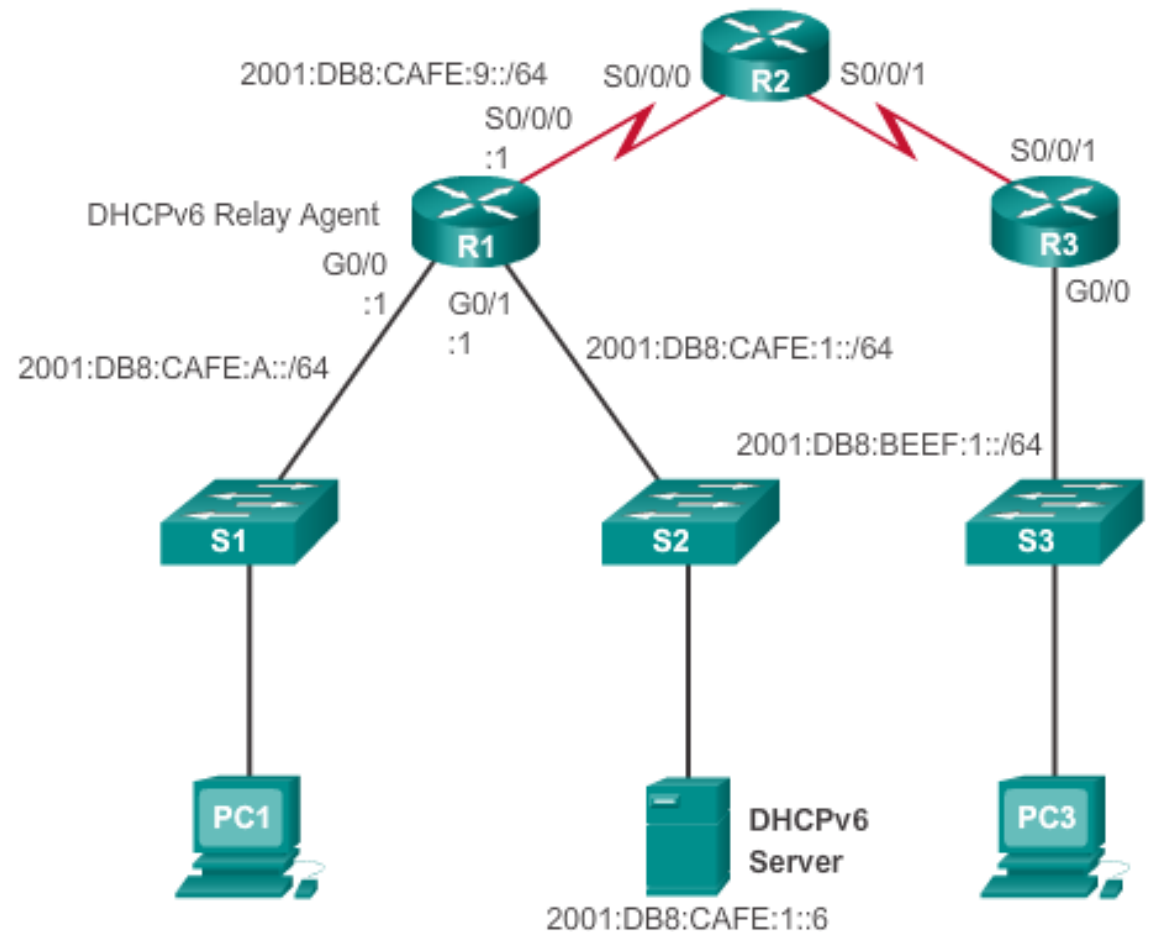 R2
2001:DB8:CAFE:9::/64
S0/0/0
S0/0/1
S0/0/0
:1
S0/0/1
DHCPv6 Relay Agent
R1
R3
G0/0
:1
G0/1
:1
G0/0
2001:DB8:CAFE:A::/64
2001:DB8:CAFE:1::/64
2001:DB8:BEEF:1::/64
S1
S2
S3
PC1
DHCPv6
Server
PC3
2001:DB8:CAFE:1::6